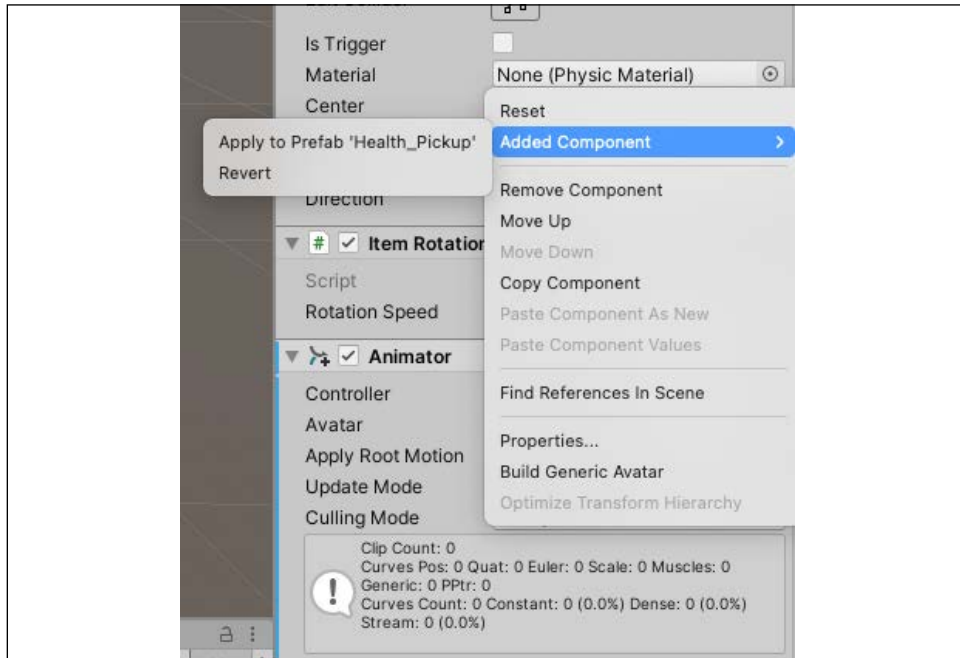 Is Trigger
Material None (Physic Material)
Center
Reset
Apply to Prefab 'Health_Pickup' Added Component
Revert
Remove Component
Direction
Move Up
# Item Rotation
Move Down
Script
Copy Component
Rotation Speed
Paste Component As New
Paste Component Values
Animator
Controller
Find References In Scene
Avatar
Apply Root Motion
Properties...
Update Mode
Build Generic Avatar
Culling Mode
Optimize Transform Hierarchy
Clip Count: 0
Curves Pos: 0 Quat: 0 Euler: 0 Scale: 0 Muscles: 0
Generic: 0 PPtr: 0
Curves Count: 0 Constant: 0 (0.0%) Dense: 0 (0.0%)
Stream: 0 (0.0%)